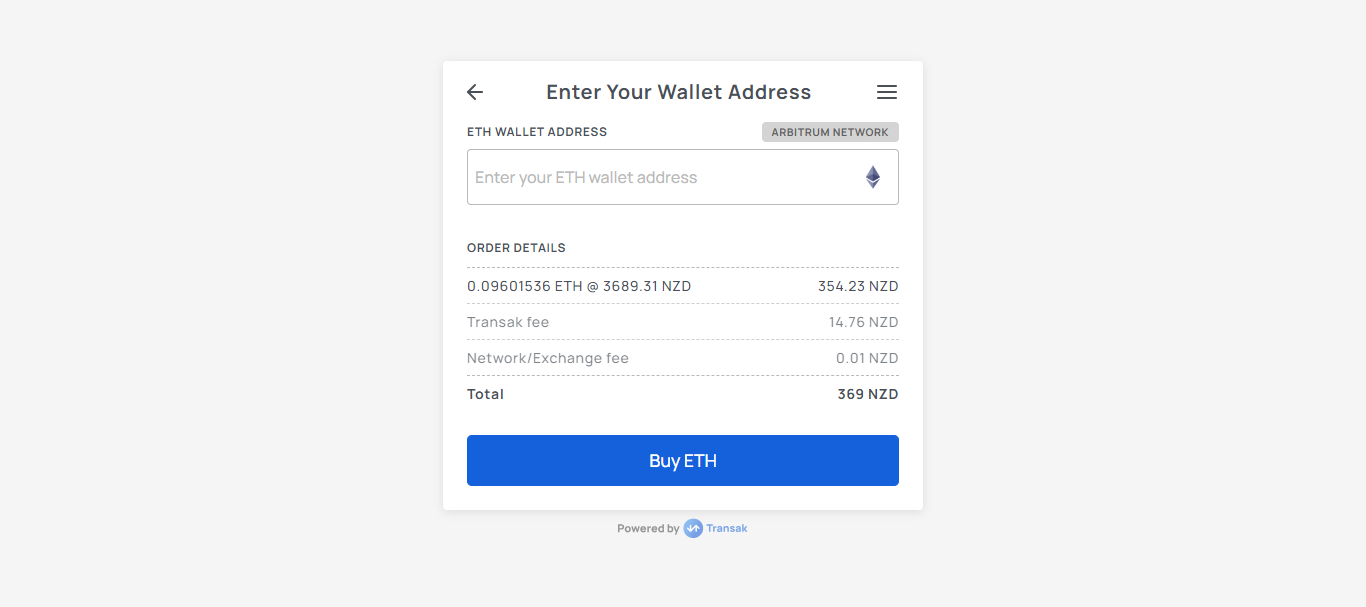 Enter Your Wallet Address
ETH WALLET ADDRESS ARBITRUM NETWORK
Enter your ETH wallet address
ORDER DETAILS
0.09601536 ETH @ 3689.31 NZD 354.23 NZD
Transak fee 14.76 NZD
Network/Exchange fee 0.01 NZD
Total 369 NZD
Buy ETH
Powered by Transak